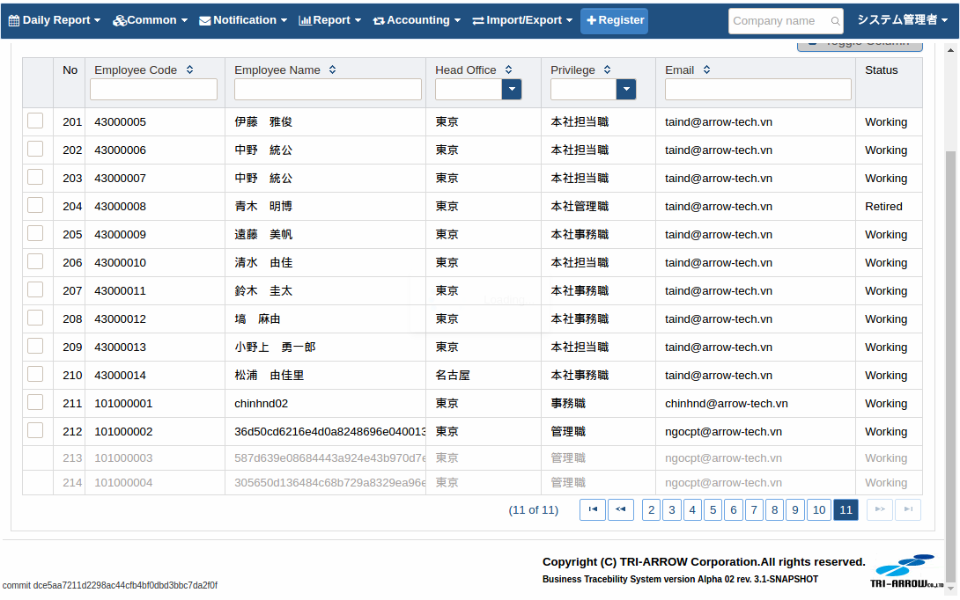 Daily Report Common Notification Report Accounting Import/Export Register Company name システム管理者
Toggle Column
No Employee Code Employee Name Head Office Privilege Email Status
201 43000005 伊藤　雅俊 東京 本社担当職 taind@arrow-tech.vn Working
202 43000006 中野　統公 東京 本社担当職 taind@arrow-tech.vn Working
203 43000007 中野　統公 東京 本社担当職 taind@arrow-tech.vn Working
204 43000008 青木　明博 東京 本社管理職 taind@arrow-tech.vn Retired
205 43000009 遠藤　美帆 東京 本社事務職 taind@arrow-tech.vn Working
206 43000010 清水　由佳 東京 本社担当職 taind@arrow-tech.vn Working
207 43000011 鈴木　圭太 東京 本社事務職 taind@arrow-tech.vn Working
208 43000012 塙　麻由 東京 本社事務職 taind@arrow-tech.vn Working
209 43000013 小野上　勇一郎 東京 本社担当職 taind@arrow-tech.vn Working
210 43000014 松浦　由佳里 名古屋 本社事務職 taind@arrow-tech.vn Working
211 101000001 chinhnd02 東京 事務職 chinhnd@arrow-tech.vn Working
212 101000002 36d50cd6216e4d0a8248696e040013 東京 管理職 ngocpt@arrow-tech.vn Working
213 101000003 587d639e08684443a924e43b970d7e 東京 管理職 ngocpt@arrow-tech.vn Working
214 101000004 305650d136484c68b729a8329ea96e 東京 管理職 ngocpt@arrow-tech.vn Working
(11 of 11) 2 3 4 5 6 7 8 9 10 11
Copyright (C) TRI-ARROW Corporation.All rights reserved.
Business Tracebility System version Alpha 02 rev. 3.1-SNAPSHOT
TRI-ARROW Co.,LTD
commit dce5aa7211d2298ac44cfb4bf0dbd3bbc7da2f0f